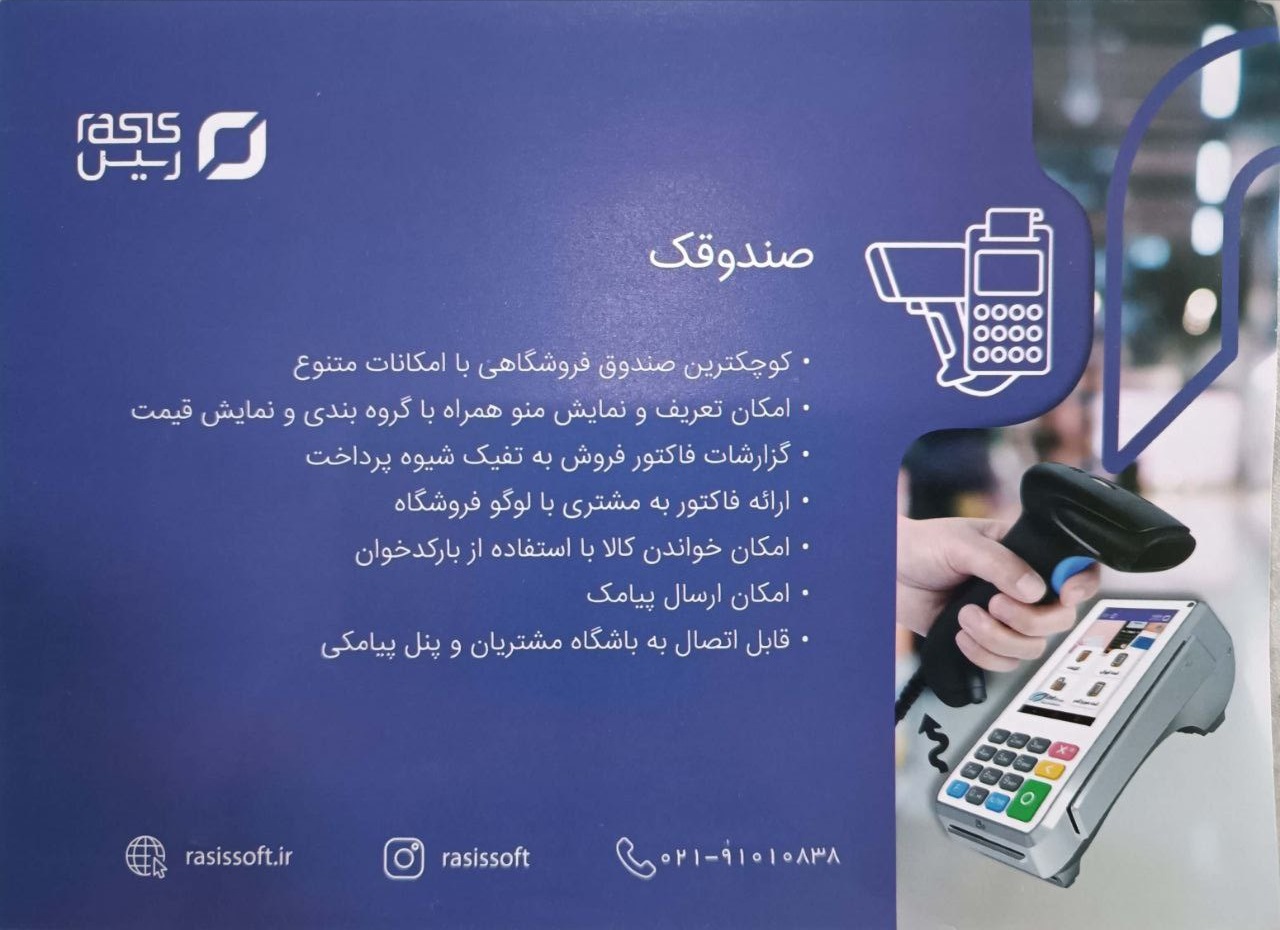 rasis
رسیس
صندوقک
• کوچکترین صندوق فروشگاهی با امکانات متنوع
• امکان تعریف و نمایش منو همراه با گروه بندی و نمایش قیمت
• گزارشات فاکتور فروش به تفیک شیوه پرداخت
• ارائه فاکتور به مشتری با لوگو فروشگاه
• امکان خواندن کالا با استفاده از بارکدخوان
• امکان ارسال پیامک
• قابل اتصال به باشگاه مشتریان و پنل پیامکی
۰۲۱-۹۱۰۱۰۸۳۸
rasissoft
rasissoft.ir